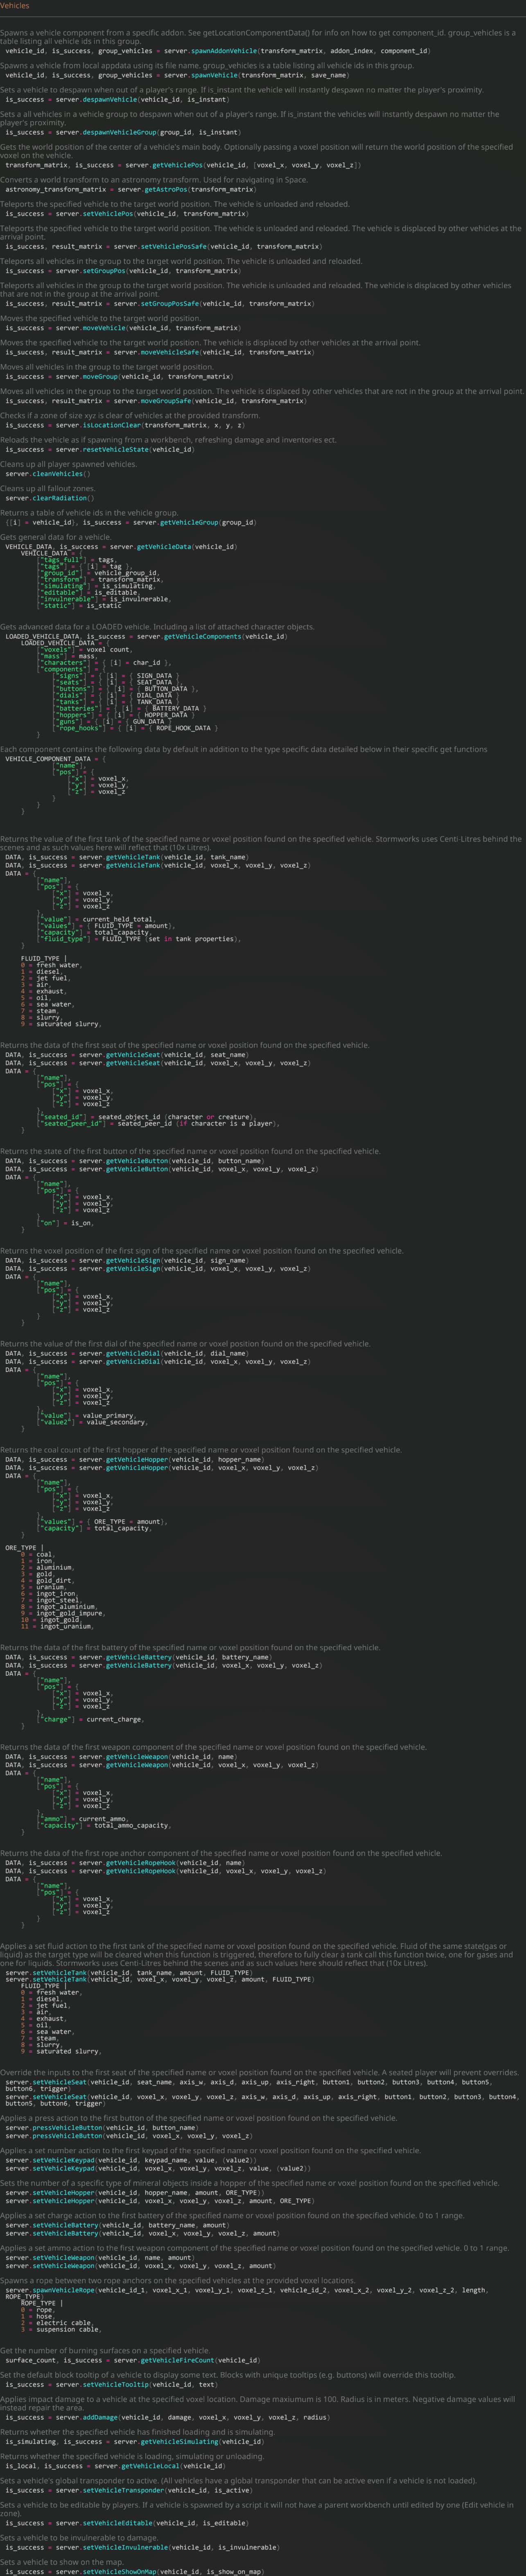 Vehicles
Spawns a vehicle component from a specific addon. See getLocationComponentData() for info on how to get component_id. group_vehicles is a
table listing all vehicle ids in this group.
vehicle_id, is_success, group_vehicles = server.spawnAddonVehicle(transform_matrix, addon_index, component_id)
Spawns a vehicle from local appdata using its file name. group_vehicles is a table listing all vehicle ids in this group.
vehicle_id, is_success, group_vehicles = server.spawnVehicle(transform_matrix, save_name)
Sets a vehicle to despawn when out of a player's range. If is_instant the vehicle will instantly despawn no matter the player's proximity.
is_success = server.despawnVehicle(vehicle_id, is_instant)
Sets a all vehicles in a vehicle group to despawn when out of a player's range. If is_instant the vehicles will instantly despawn no matter the
player's proximity.
is_success = server.despawnVehicleGroup(group_id, is_instant)
Gets the world position of the center of a vehicle's main body. Optionally passing a voxel position will return the world position of the specified
voxel on the vehicle.
transform_matrix, is_success = server.getVehiclePos(vehicle_id, [voxel_x, voxel_y, voxel_z])
Converts a world transform to an astronomy transform. Used for navigating in Space.
astronomy_transform_matrix = server.getAstroPos(transform_matrix)
Teleports the specified vehicle to the target world position. The vehicle is unloaded and reloaded.
is_success = server.setVehiclePos(vehicle_id, transform_matrix)
Teleports the specified vehicle to the target world position. The vehicle is unloaded and reloaded. The vehicle is displaced by other vehicles at the
arrival point.
is_success, result_matrix = server.setVehiclePosSafe(vehicle_id, transform_matrix)
Teleports all vehicles in the group to the target world position. The vehicle is unloaded and reloaded.
is_success = server.setGroupPos(vehicle_id, transform_matrix)
Teleports all vehicles in the group to the target world position. The vehicle is unloaded and reloaded. The vehicle is displaced by other vehicles
that are not in the group at the arrival point.
is_success, result_matrix = server.setGroupPosSafe(vehicle_id, transform_matrix)
Moves the specified vehicle to the target world position.
is_success = server.moveVehicle(vehicle_id, transform_matrix)
Moves the specified vehicle to the target world position. The vehicle is displaced by other vehicles at the arrival point.
is_success, result_matrix = server.moveVehicleSafe(vehicle_id, transform_matrix)
Moves all vehicles in the group to the target world position.
is_success = server.moveGroup(vehicle_id, transform_matrix)
Moves all vehicles in the group to the target world position. The vehicle is displaced by other vehicles that are not in the group at the arrival point.
is_success, result_matrix = server.moveGroupSafe(vehicle_id, transform_matrix)
Checks if a zone of size xyz is clear of vehicles at the provided transform.
is_success = server.isLocationClear(transform_matrix, x, y, z)
Reloads the vehicle as if spawning from a workbench, refreshing damage and inventories ect.
is_success = server.resetVehicleState(vehicle_id)
Cleans up all player spawned vehicles.
server.cleanVehicles()
Cleans up all fallout zones.
server.clearRadiation()
Returns a table of vehicle ids in the vehicle group.
{[i] = vehicle_id}, is_success = server.getVehicleGroup(group_id)
Gets general data for a vehicle.
VEHICLE_DATA, is_success = server.getVehicleData(vehicle_id)
VEHICLE_DATA = {
["tags_full"] = tags,
["tags"] = { [i] = tag },
["group_id"] = vehicle_group_id,
["transform"] = transform_matrix,
["simulating"] = is_simulating,
["editable"] = is_editable,
["invulnerable"] = is_invulnerable,
["static"] = is_static
Gets advanced data for a LOADED vehicle. Including a list of attached character objects.
LOADED_VEHICLE_DATA, is_success = server.getVehicleComponents(vehicle_id)
LOADED_VEHICLE_DATA = {
["voxels"] = voxel count,
["mass"] = mass,
["characters"] = { [i] = char_id },
["components"] = {
["signs"] = { [i] = { SIGN_DATA }
["seats"] = { [i] = { SEAT_DATA },
["buttons"] = { [i] = { BUTTON_DATA },
["dials"] = { [i] = { DIAL_DATA }
["tanks"] = { [i] = { TANK_DATA }
["batteries"] = { [i] = { BATTERY_DATA }
["hoppers"] = { [i] = { HOPPER_DATA }
["guns"] = { [i] = { GUN_DATA }
["rope_hooks"] = { [i] = { ROPE_HOOK_DATA }
}
Each component contains the following data by default in addition to the type specific data detailed below in their specific get functions
VEHICLE_COMPONENT_DATA = {
["name"],
["pos"] = {
["x"] = voxel_x,
["y"] = voxel_y,
["z"] = voxel_z
}
}
}
Returns the value of the first tank of the specified name or voxel position found on the specified vehicle. Stormworks uses Centi-Litres behind the
scenes and as such values here will reflect that (10x Litres).
DATA, is_success = server.getVehicleTank(vehicle_id, tank_name)
DATA, is_success = server.getVehicleTank(vehicle_id, voxel_x, voxel_y, voxel_z)
DATA = {
["name"],
["pos"] = {
["x"] = voxel_x,
["y"] = voxel_y,
["z"] = voxel_z
},
["value"] = current_held_total,
["values"] = { FLUID_TYPE = amount},
["capacity"] = total_capacity,
["fluid_type"] = FLUID_TYPE (set in tank properties),
}
FLUID_TYPE |
0 = fresh water,
1 = diesel,
2 = jet fuel,
3 = air,
4 = exhaust,
5 = oil,
6 = sea water,
7 = steam,
8 = slurry,
9 = saturated slurry,
Returns the data of the first seat of the specified name or voxel position found on the specified vehicle.
DATA, is_success = server.getVehicleSeat(vehicle_id, seat_name)
DATA, is_success = server.getVehicleSeat(vehicle_id, voxel_x, voxel_y, voxel_z)
DATA = {
["name"],
["pos"] = {
["x"] = voxel_x,
["y"] = voxel_y,
["z"] = voxel_z
},
["seated_id"] = seated_object_id (character or creature),
["seated_peer_id"] = seated_peer_id (if character is a player),
}
Returns the state of the first button of the specified name or voxel position found on the specified vehicle.
DATA, is_success = server.getVehicleButton(vehicle_id, button_name)
DATA, is_success = server.getVehicleButton(vehicle_id, voxel_x, voxel_y, voxel_z)
DATA = {
["name"],
["pos"] = {
["x"] = voxel_x,
["y"] = voxel_y,
["z"] = voxel_z
},
["on"] = is_on,
}
Returns the voxel position of the first sign of the specified name or voxel position found on the specified vehicle.
DATA, is_success = server.getVehicleSign(vehicle_id, sign_name)
DATA, is_success = server.getVehicleSign(vehicle_id, voxel_x, voxel_y, voxel_z)
DATA = {
["name"],
["pos"] = {
["x"] = voxel_x,
["y"] = voxel_y,
["z"] = voxel_z
}
}
Returns the value of the first dial of the specified name or voxel position found on the specified vehicle.
DATA, is_success = server.getVehicleDial(vehicle_id, dial_name)
DATA, is_success = server.getVehicleDial(vehicle_id, voxel_x, voxel_y, voxel_z)
DATA = {
["name"],
["pos"] = {
["x"] = voxel_x,
["y"] = voxel_y,
["z"] = voxel_z
},
["value"] = value_primary,
["value2"] = value_secondary,
}
Returns the coal count of the first hopper of the specified name or voxel position found on the specified vehicle.
DATA, is_success = server.getVehicleHopper(vehicle_id, hopper_name)
DATA, is_success = server.getVehicleHopper(vehicle_id, voxel_x, voxel_y, voxel_z)
DATA = {
["name"],
["pos"] = {
["x"] = voxel_x,
["y"] = voxel_y,
["z"] = voxel_z
},
["values"] = { ORE_TYPE = amount],
["capacity"] = total_capacity,
}
ORE_TYPE |
0 = coal,
1 = iron,
2 = aluminium,
3 = gold,
4 = gold_dirt,
5 = uranium,
6 = ingot_iron,
7 = ingot_steel,
8 = ingot_aluminium,
9 = ingot_gold_impure,
10 = ingot_gold,
11 = ingot_uranium,
Returns the data of the first battery of the specified name or voxel position found on the specified vehicle.
DATA, is_success = server.getVehicleBattery(vehicle_id, battery_name)
DATA, is_success = server.getVehicleBattery(vehicle_id, voxel_x, voxel_y, voxel_z)
DATA = {
["name"],
["pos"] = {
["x"] = voxel_x,
["y"] = voxel_y,
["z"] = voxel_z
},
["charge"] = current_charge,
}
Returns the data of the first weapon component of the specified name or voxel position found on the specified vehicle.
DATA, is_success = server.getVehicleWeapon(vehicle_id, name)
DATA, is_success = server.getVehicleWeapon(vehicle_id, voxel_x, voxel_y, voxel_z)
DATA = {
["name"],
["pos"] = {
["x"] = voxel_x,
["y"] = voxel_y,
["z"] = voxel_z
},
["ammo"] = current_ammo,
["capacity"] = total_ammo_capacity,
}
Returns the data of the first rope anchor component of the specified name or voxel position found on the specified vehicle.
DATA, is_success = server.getVehicleRopeHook(vehicle_id, name)
DATA, is_success = server.getVehicleRopeHook(vehicle_id, voxel_x, voxel_y, voxel_z)
DATA = {
["name"],
["pos"] = {
["x"] = voxel_x,
["y"] = voxel_y,
["z"] = voxel_z
}
}
Applies a set fluid action to the first tank of the specified name or voxel position found on the specified vehicle. Fluid of the same state(gas or
liquid) as the target type will be cleared when this function is triggered, therefore to fully clear a tank call this function twice, one for gases and
one for liquids. Stormworks uses Centi-Litres behind the scenes and as such values here should reflect that (10x Litres).
server.setVehicleTank(vehicle_id, tank_name, amount, FLUID_TYPE)
server.setVehicleTank(vehicle_id, voxel_x, voxel_y, voxel_z, amount, FLUID_TYPE)
FLUID_TYPE |
0 = fresh water,
1 = diesel,
2 = jet fuel,
3 = air,
4 = exhaust,
5 = oil,
6 = sea water,
7 = steam,
8 = slurry,
9 = saturated slurry,
Override the inputs to the first seat of the specified name or voxel position found on the specified vehicle. A seated player will prevent overrides.
server.setVehicleSeat(vehicle_id, seat_name, axis_w, axis_d, axis_up, axis_right, button1, button2, button3, button4, button5,
button6, trigger)
server.setVehicleSeat(vehicle_id, voxel_x, voxel_y, voxel_z, axis_w, axis_d, axis_up, axis_right, button1, button2, button3, button4,
button5, button6, trigger)
Applies a press action to the first button of the specified name or voxel position found on the specified vehicle.
server.pressVehicleButton(vehicle_id, button_name)
server.pressVehicleButton(vehicle_id, voxel_x, voxel_y, voxel_z)
Applies a set number action to the first keypad of the specified name or voxel position found on the specified vehicle.
server.setVehicleKeypad(vehicle_id, keypad_name, value, (value2))
server.setVehicleKeypad(vehicle_id, voxel_x, voxel_y, voxel_z, value, (value2))
Sets the number of a specific type of mineral objects inside a hopper of the specified name or voxel position found on the specified vehicle.
server.setVehicleHopper(vehicle_id, hopper_name, amount, ORE_TYPE))
server.setVehicleHopper(vehicle_id, voxel_x, voxel_y, voxel_z, amount, ORE_TYPE)
Applies a set charge action to the first battery of the specified name or voxel position found on the specified vehicle. 0 to 1 range.
server.setVehicleBattery(vehicle_id, battery_name, amount)
server.setVehicleBattery(vehicle_id, voxel_x, voxel_y, voxel_z, amount)
Applies a set ammo action to the first weapon component of the specified name or voxel position found on the specified vehicle. 0 to 1 range.
server.setVehicleWeapon(vehicle_id, name, amount)
server.setVehicleWeapon(vehicle_id, voxel_x, voxel_y, voxel_z, amount)
Spawns a rope between two rope anchors on the specified vehicles at the provided voxel locations.
server.spawnVehicleRope(vehicle_id_1, voxel_x_1, voxel_y_1, voxel_z_1, vehicle_id_2, voxel_x_2, voxel_y_2, voxel_z_2, length,
ROPE_TYPE)
ROPE_TYPE |
0 = rope,
1 = hose,
2 = electric cable,
3 = suspension cable,
Get the number of burning surfaces on a specified vehicle.
surface_count, is_success = server.getVehicleFireCount(vehicle_id)
Set the default block tooltip of a vehicle to display some text. Blocks with unique tooltips (e.g. buttons) will override this tooltip.
is_success = server.setVehicleTooltip(vehicle_id, text)
Applies impact damage to a vehicle at the specified voxel location. Damage maxiumum is 100. Radius is in meters. Negative damage values will
instead repair the area.
is_success = server.addDamage(vehicle_id, damage, voxel_x, voxel_y, voxel_z, radius)
Returns whether the specified vehicle has finished loading and is simulating.
is_simulating, is_success = server.getVehicleSimulating(vehicle_id)
Returns whether the specified vehicle is loading, simulating or unloading.
is_local, is_success = server.getVehicleLocal(vehicle_id)
Sets a vehicle's global transponder to active. (All vehicles have a global transponder that can be active even if a vehicle is not loaded).
is_success = server.setVehicleTransponder(vehicle_id, is_active)
Sets a vehicle to be editable by players. If a vehicle is spawned by a script it will not have a parent workbench until edited by one (Edit vehicle in
zone).
is_success = server.setVehicleEditable(vehicle_id, is_editable)
Sets a vehicle to be invulnerable to damage.
is_success = server.setVehicleInvulnerable(vehicle_id, is_invulnerable)
Sets a vehicle to show on the map.
is_success = server.setVehicleShowOnMap(vehicle_id, is_show_on_map)